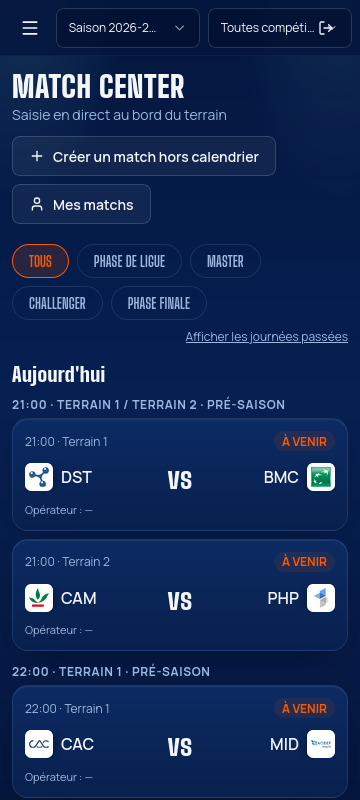 Saison 2026-2...
Toutes compéti...
MATCH CENTER
Saisie en direct au bord du terrain
Créer un match hors calendrier
Mes matchs
TOUS
PHASE DE LIGUE
MASTER
CHALLENGER
PHASE FINALE
Afficher les journées passées
Aujourd'hui
21:00 · TERRAIN 1 / TERRAIN 2 · PRÉ-SAISON
21:00 · Terrain 1
À VENIR
DST
VS
BMC
Opérateur : —
21:00 · Terrain 2
À VENIR
CAM
VS
PHP
Opérateur : —
22:00 · TERRAIN 1 · PRÉ-SAISON
22:00 · Terrain 1
À VENIR
CAC
VS
MID
Opérateur : —